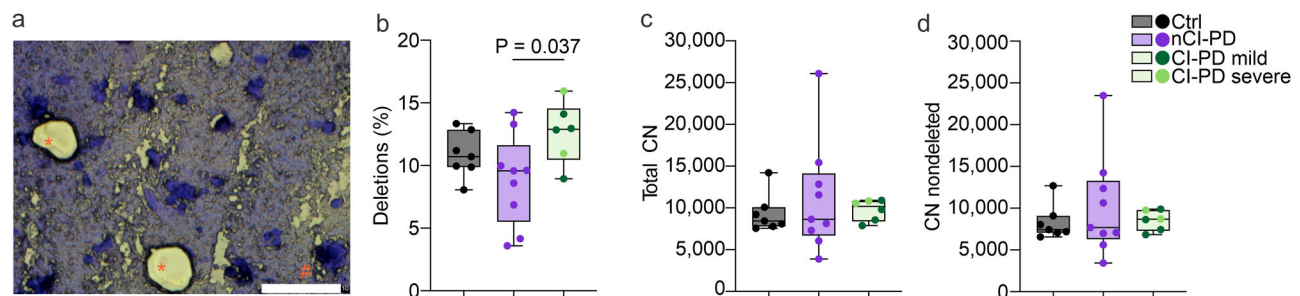 a
b
c
d
*
*
#
Deletions (%)
20
15
10
5
0
P = 0.037
Total CN
30,000
25,000
20,000
15,000
10,000
5,000
0
CN nondeleted
30,000
25,000
20,000
15,000
10,000
5,000
0
Ctrl
nCI-PD
CI-PD mild
CI-PD severe